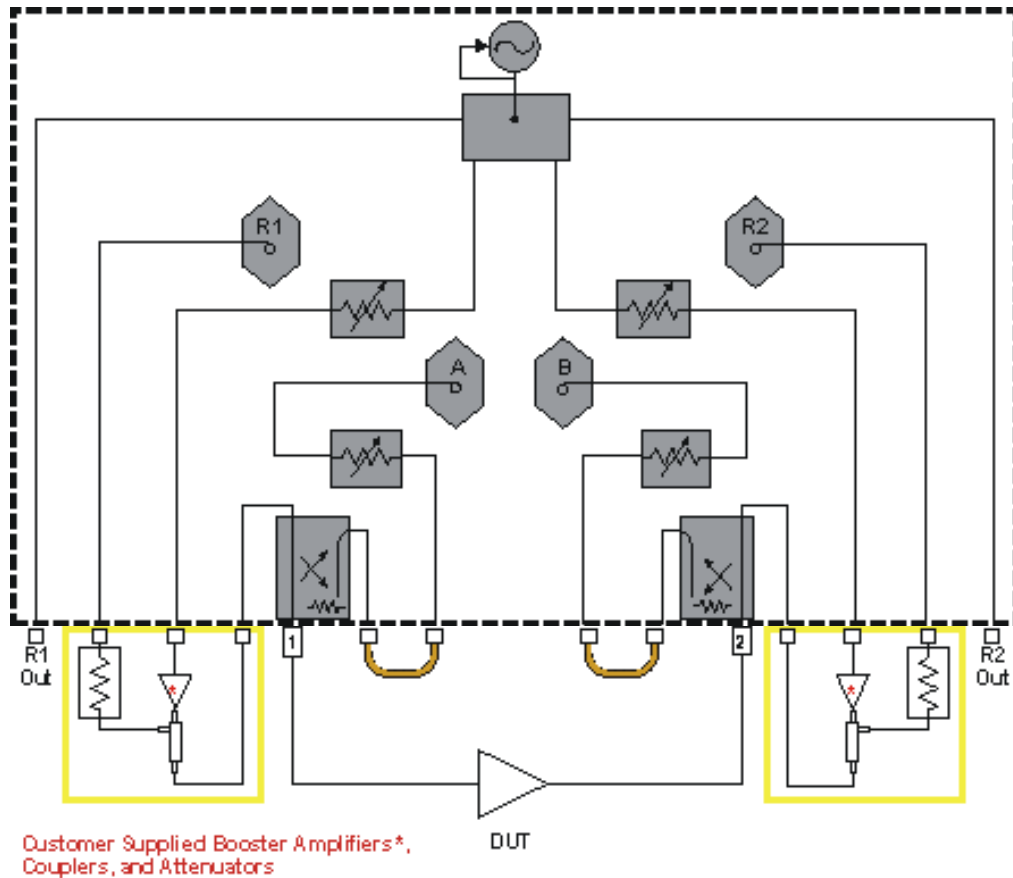 R1
R2
A
B
1
2
R1
Out
R2
Out
*
*
DUT
Customer Supplied Booster Amplifiers*,
Couplers, and Attenuators